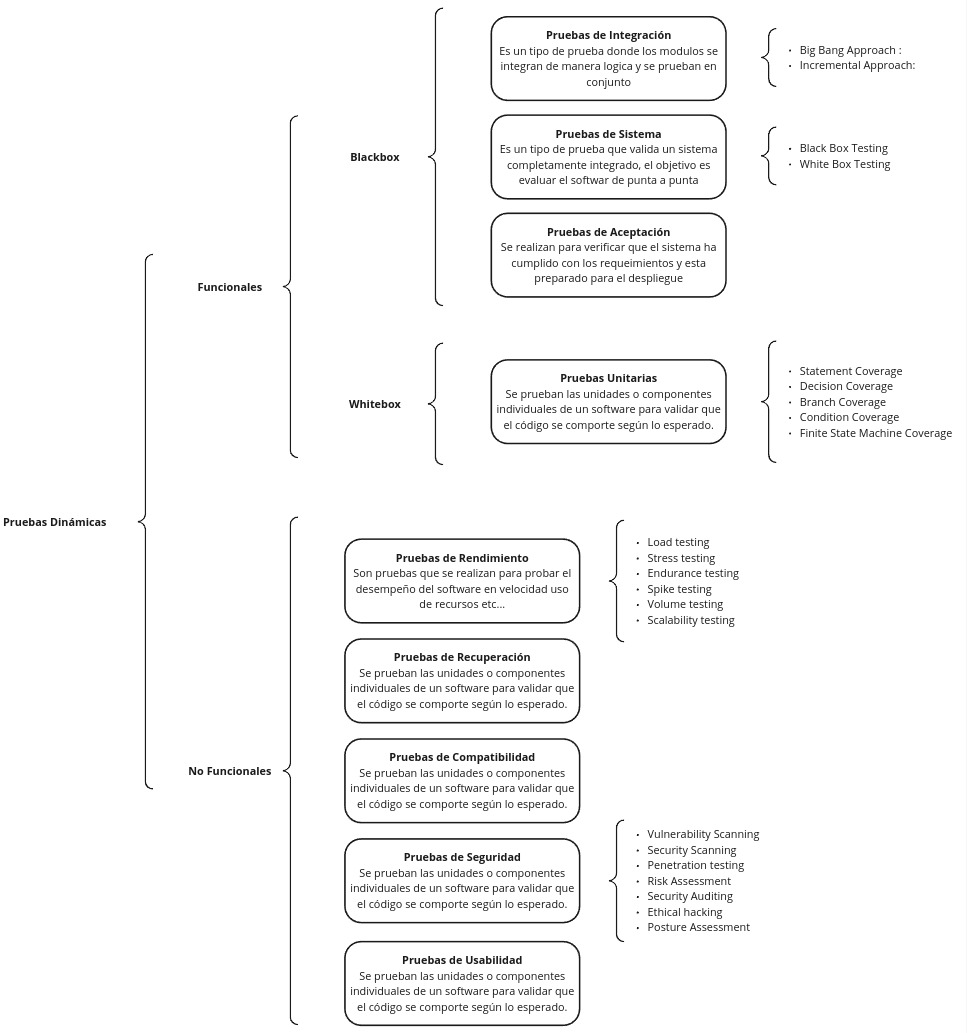 Pruebas Dinámicas
Funcionales
Blackbox
Pruebas de Integración
Es un tipo de prueba donde los modulos se
integran de manera logica y se prueban en
conjunto
• Big Bang Approach :
• Incremental Approach:
Pruebas de Sistema
Es un tipo de prueba que valida un sistema
completamente integrado, el objetivo es
evaluar el softwar de punta a punta
• Black Box Testing
• White Box Testing
Pruebas de Aceptación
Se realizan para verificar que el sistema ha
cumplido con los requeimientos y esta
preparado para el despliegue
Whitebox
Pruebas Unitarias
Se prueban las unidades o componentes
individuales de un software para validar que
el código se comporte según lo esperado.
• Statement Coverage
• Decision Coverage
• Branch Coverage
• Condition Coverage
• Finite State Machine Coverage
No Funcionales
Pruebas de Rendimiento
Son pruebas que se realizan para probar el
desempeño del software en velocidad uso
de recursos etc...
• Load testing
• Stress testing
• Endurance testing
• Spike testing
• Volume testing
• Scalability testing
Pruebas de Recuperación
Se prueban las unidades o componentes
individuales de un software para validar que
el código se comporte según lo esperado.
Pruebas de Compatibilidad
Se prueban las unidades o componentes
individuales de un software para validar que
el código se comporte según lo esperado.
Pruebas de Seguridad
Se prueban las unidades o componentes
individuales de un software para validar que
el código se comporte según lo esperado.
• Vulnerability Scanning
• Security Scanning
• Penetration testing
• Risk Assessment
• Security Auditing
• Ethical hacking
• Posture Assessment
Pruebas de Usabilidad
Se prueban las unidades o componentes
individuales de un software para validar que
el código se comporte según lo esperado.